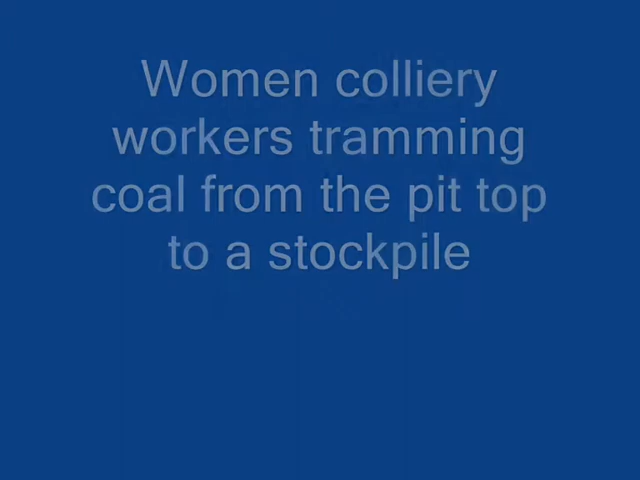 Women colliery
workers tramming
coal from the pit top
to a stockpile